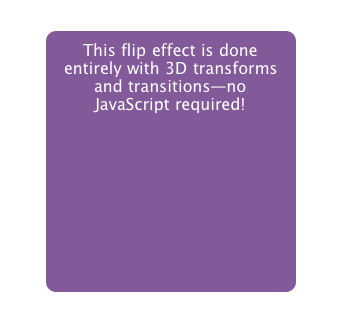 This flip effect is done
entirely with 3D transforms
and transitions—no
JavaScript required!